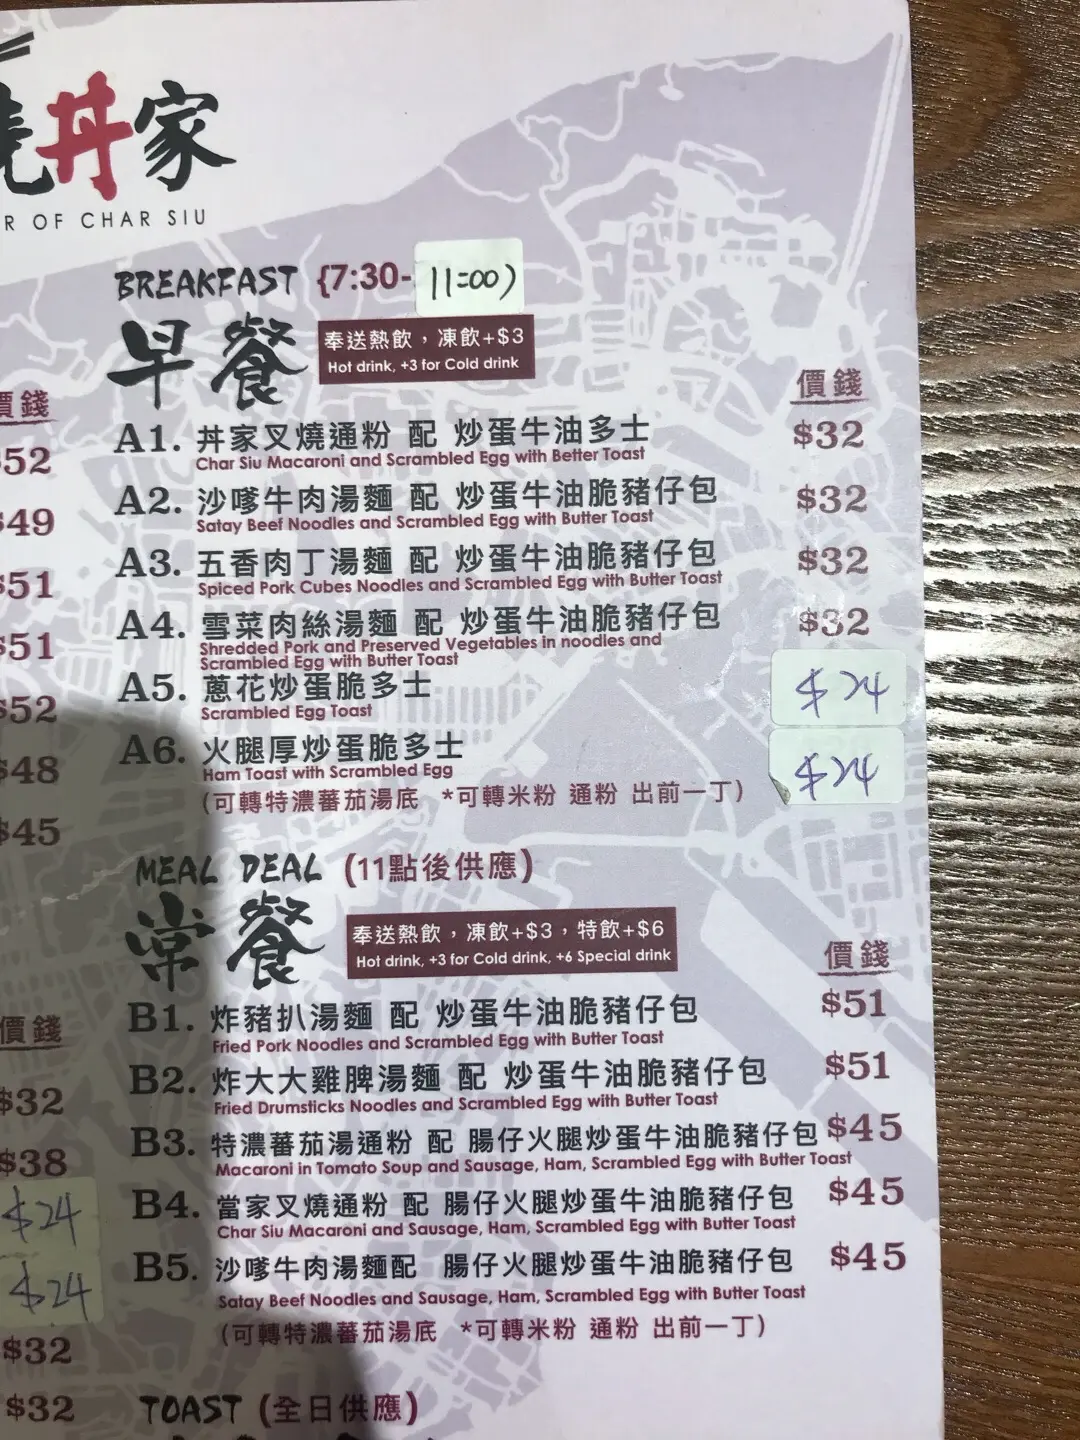 丼家
R OF CHAR SIU
BREAKFAST {7:30-11:00)
早餐
奉送熱飲，凍飲+$3
Hot drink, +3 for Cold drink
價錢
A1. 丼家叉燒通粉 配 炒蛋牛油多士 $32
Char Siu Macaroni and Scrambled Egg with Better Toast
A2. 沙嗲牛肉湯麵 配 炒蛋牛油脆豬仔包 $32
Satay Beef Noodles and Scrambled Egg with Butter Toast
A3. 五香肉丁湯麵 配 炒蛋牛油脆豬仔包 $32
Spiced Pork Cubes Noodles and Scrambled Egg with Butter Toast
A4. 雪菜肉絲湯麵 配 炒蛋牛油脆豬仔包 $32
Shredded Pork and Preserved Vegetables in noodles and
Scrambled Egg with Butter Toast
A5. 蔥花炒蛋脆多士 $24
Scrambled Egg Toast
A6. 火腿厚炒蛋脆多士 $24
Ham Toast with Scrambled Egg
(可轉特濃蕃茄湯底 *可轉米粉 通粉 出前一丁)
MEAL DEAL (11點後供應)
常餐
奉送熱飲，凍飲+$3，特飲+$6
Hot drink, +3 for Cold drink, +6 Special drink
價錢
B1. 炸豬扒湯麵 配 炒蛋牛油脆豬仔包 $51
Fried Pork Noodles and Scrambled Egg with Butter Toast
B2. 炸大大雞脾湯麵 配 炒蛋牛油脆豬仔包 $51
Fried Drumsticks Noodles and Scrambled Egg with Butter Toast
B3. 特濃蕃茄湯通粉 配 腸仔火腿炒蛋牛油脆豬仔包 $45
Macaroni in Tomato Soup and Sausage, Ham, Scrambled Egg with Butter Toast
B4. 當家叉燒通粉 配 腸仔火腿炒蛋牛油脆豬仔包 $45
Char Siu Macaroni and Sausage, Ham, Scrambled Egg with Butter Toast
B5. 沙嗲牛肉湯麵配 腸仔火腿炒蛋牛油脆豬仔包 $45
Satay Beef Noodles and Sausage, Ham, Scrambled Egg with Butter Toast
(可轉特濃蕃茄湯底 *可轉米粉 通粉 出前一丁)
TOAST (全日供應)
價錢
52
$49
$51
$51
$52
$48
$45
價錢
$32
$38
$24
$24
$32
$32